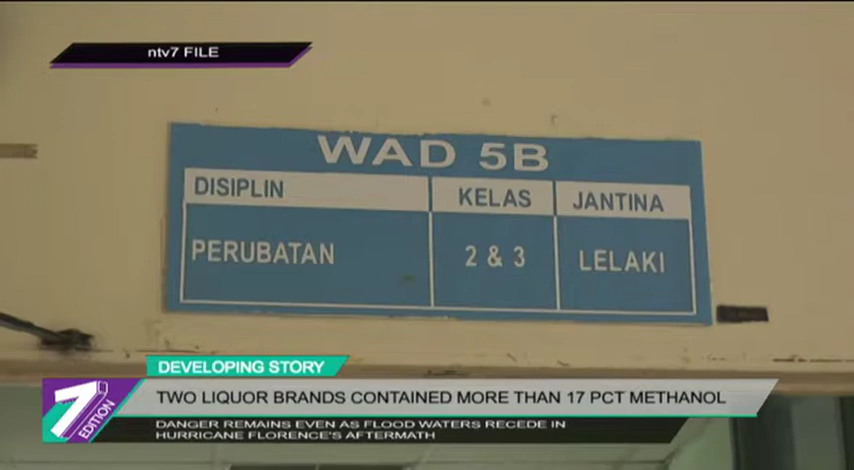 ntv7 FILE
WAD 5B
DISIPLIN KELAS JANTINA
PERUBATAN 2 & 3 LELAKI
DEVELOPING STORY
7 EDITION
TWO LIQUOR BRANDS CONTAINED MORE THAN 17 PCT METHANOL
DANGER REMAINS EVEN AS FLOOD WATERS RECEDE IN
HURRICANE FLORENCE'S AFTERMATH